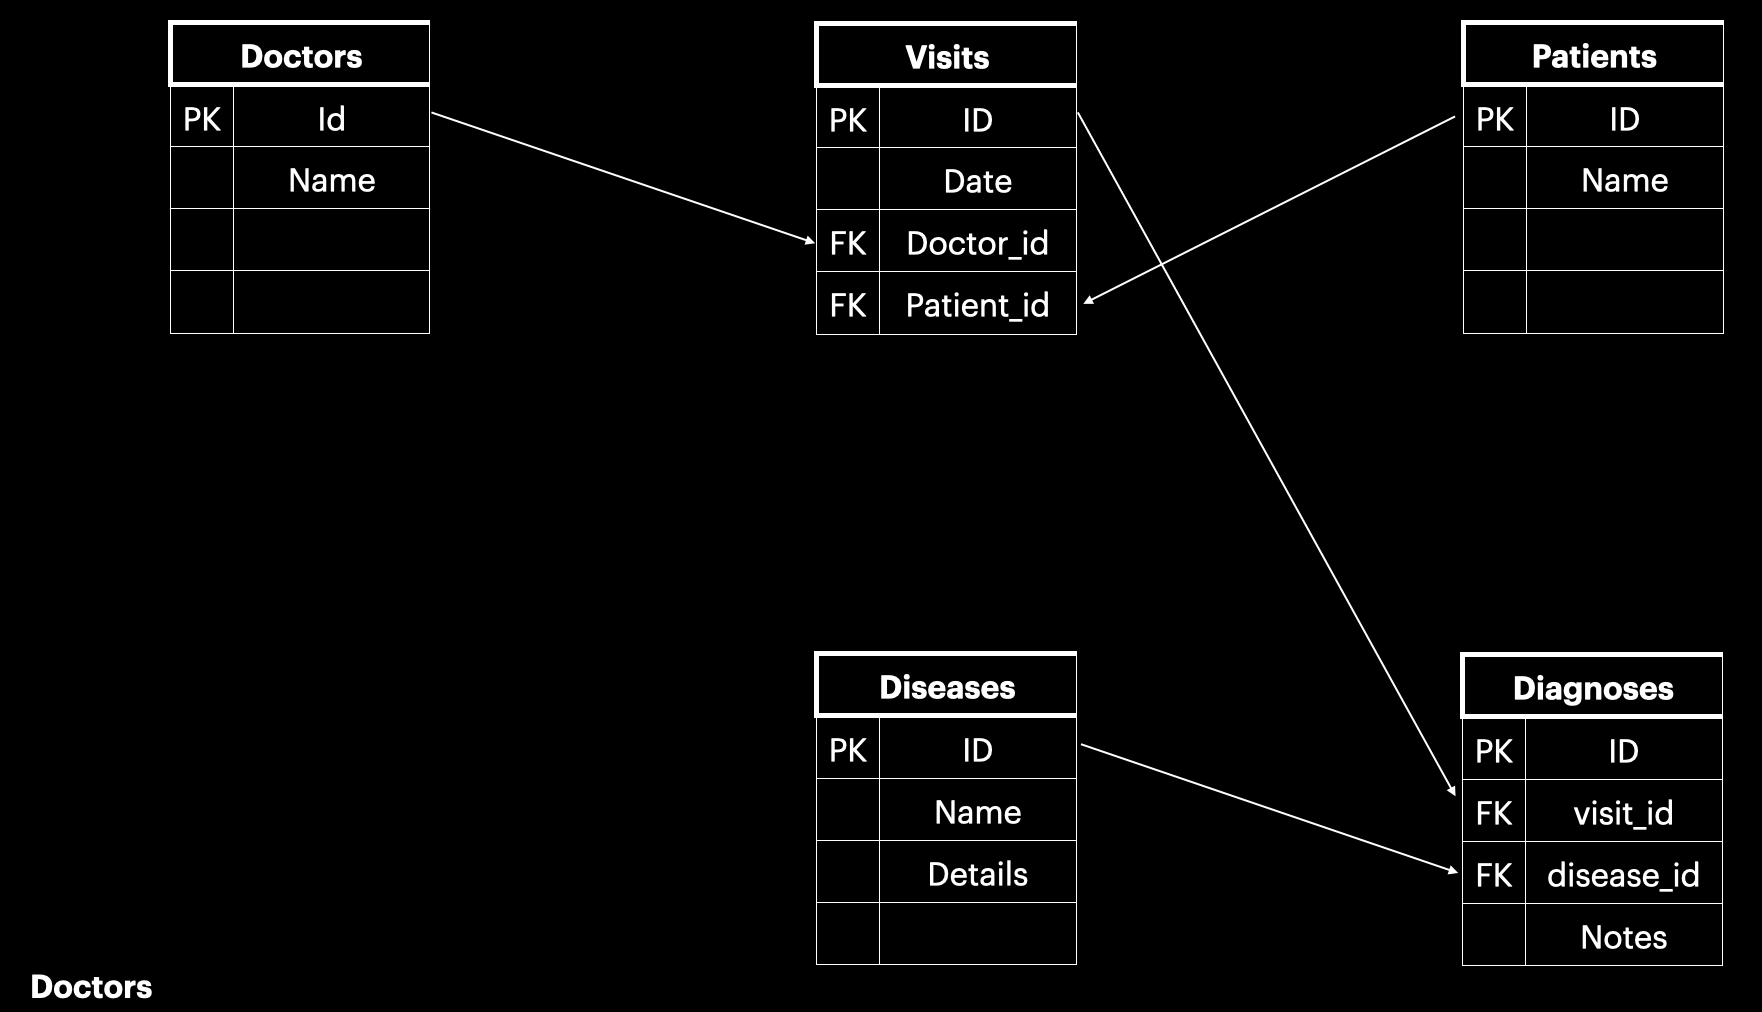 Doctors
PK Id
Name
Visits
PK ID
Date
FK Doctor_id
FK Patient_id
Patients
PK ID
Name
Diseases
PK ID
Name
Details
Diagnoses
PK ID
FK visit_id
FK disease_id
Notes
Doctors